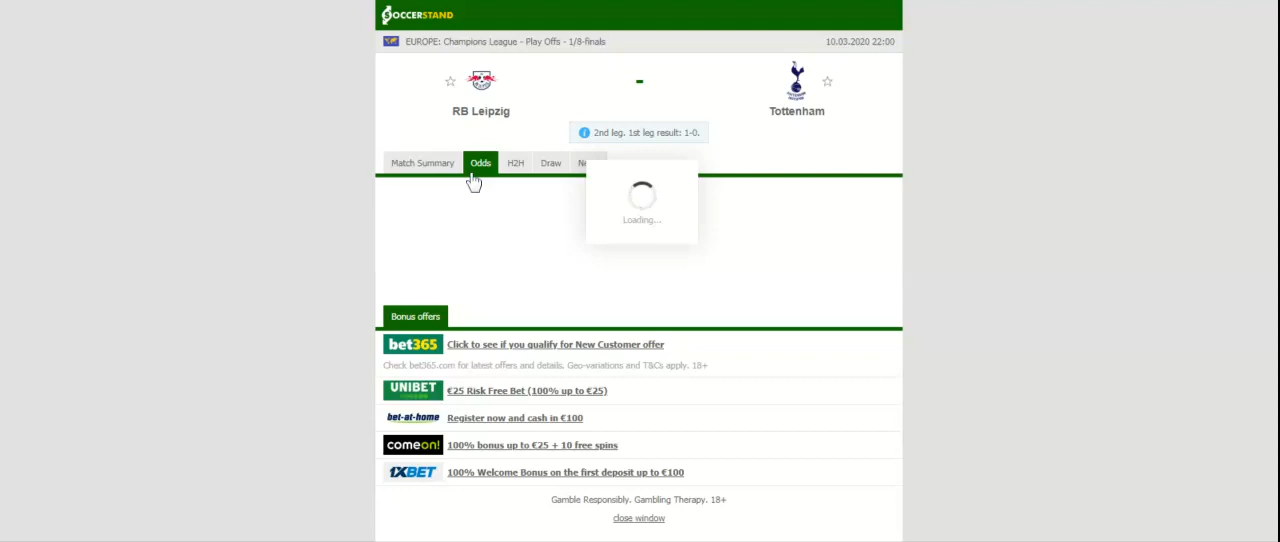 SOCCERSTAND
EUROPE: Champions League - Play Offs - 1/8-finals 10.03.2020 22:00
-
RB Leipzig Tottenham
2nd leg. 1st leg result: 1-0.
Match Summary Odds H2H Draw
Loading...
Bonus offers
bet365 Click to see if you qualify for New Customer offer
Check bet365.com for latest offers and details. Geo-variations and T&Cs apply. 18+
UNIBET €25 Risk Free Bet (100% up to €25)
bet-at-home Register now and cash in €100
comeon! 100% bonus up to €25 + 10 free spins
1XBET 100% Welcome Bonus on the first deposit up to €100
Gamble Responsibly. Gambling Therapy. 18+
close window